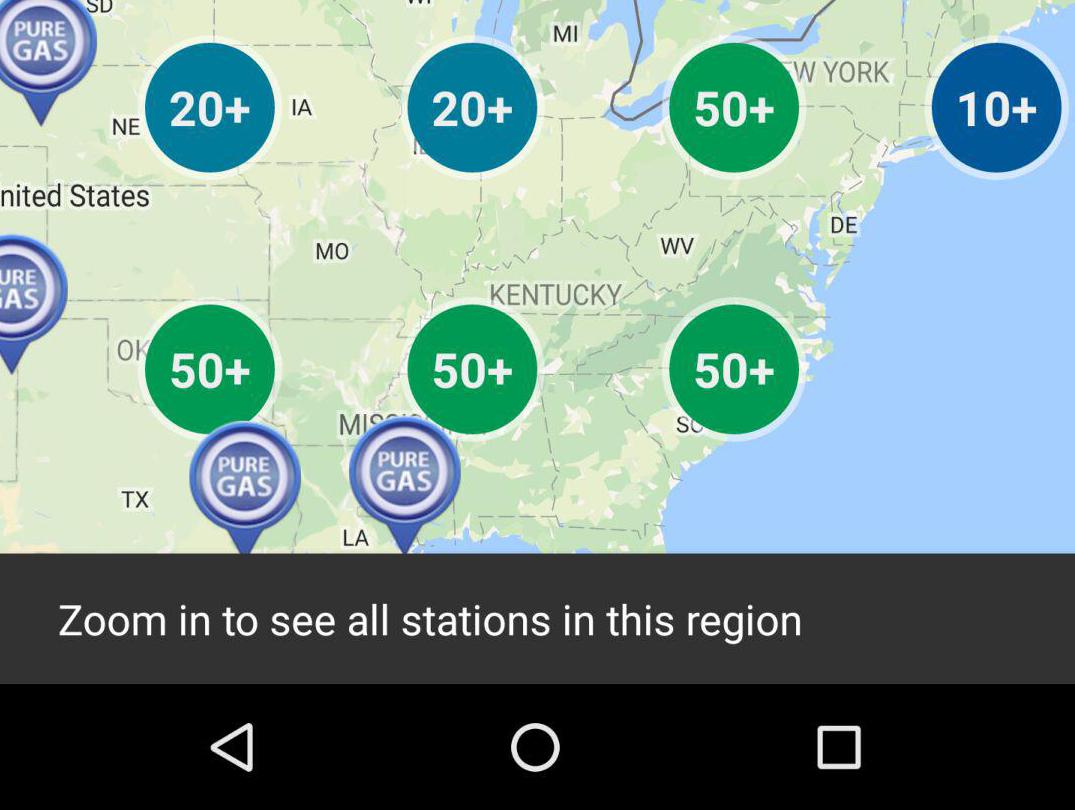 SD
MI
PURE
GAS
20+
IA
20+
50+
W YORK
10+
NE
nited States
MO
WV
DE
URE
GAS
KENTUCKY
OK
50+
50+
50+
MISSI
SC
PURE
GAS
PURE
GAS
TX
LA
Zoom in to see all stations in this region